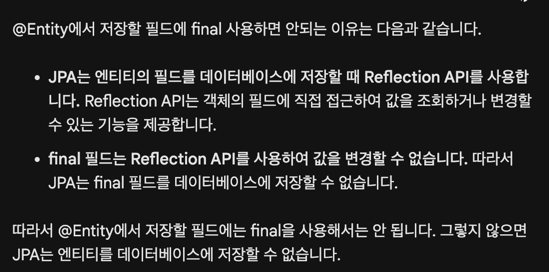 @Entity에서 저장할 필드에 final 사용하면 안되는 이유는 다음과 같습니다.
• JPA는 엔티티의 필드를 데이터베이스에 저장할 때 Reflection API를 사용합
니다. Reflection API는 객체의 필드에 직접 접근하여 값을 조회하거나 변경할
수 있는 기능을 제공합니다.
• final 필드는 Reflection API를 사용하여 값을 변경할 수 없습니다. 따라서
JPA는 final 필드를 데이터베이스에 저장할 수 없습니다.
따라서 @Entity에서 저장할 필드에는 final을 사용해서는 안 됩니다. 그렇지 않으면
JPA는 엔티티를 데이터베이스에 저장할 수 없습니다.